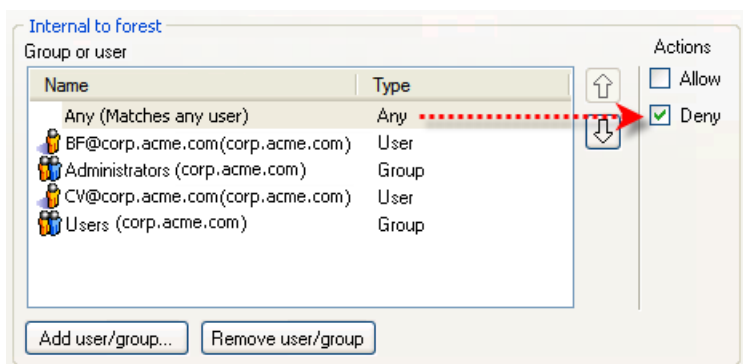 Internal to forest
Group or user
Actions
Name Type
Allow
Any (Matches any user) Any
Deny
BF@corp.acme.com(corp.acme.com) User
Administrators (corp.acme.com) Group
CV@corp.acme.com(corp.acme.com) User
Users (corp.acme.com) Group
Add user/group... Remove user/group